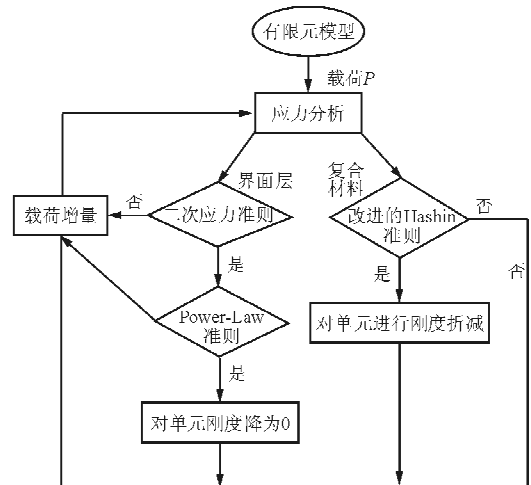 有限元模型
载荷P
应力分析
界面层
复合
材料
否
二次应力准则
载荷增量
改进的Hashin
准则
否
是
是
否
Power-Law
准则
对单元进行刚度折减
是
对单元刚度降为0